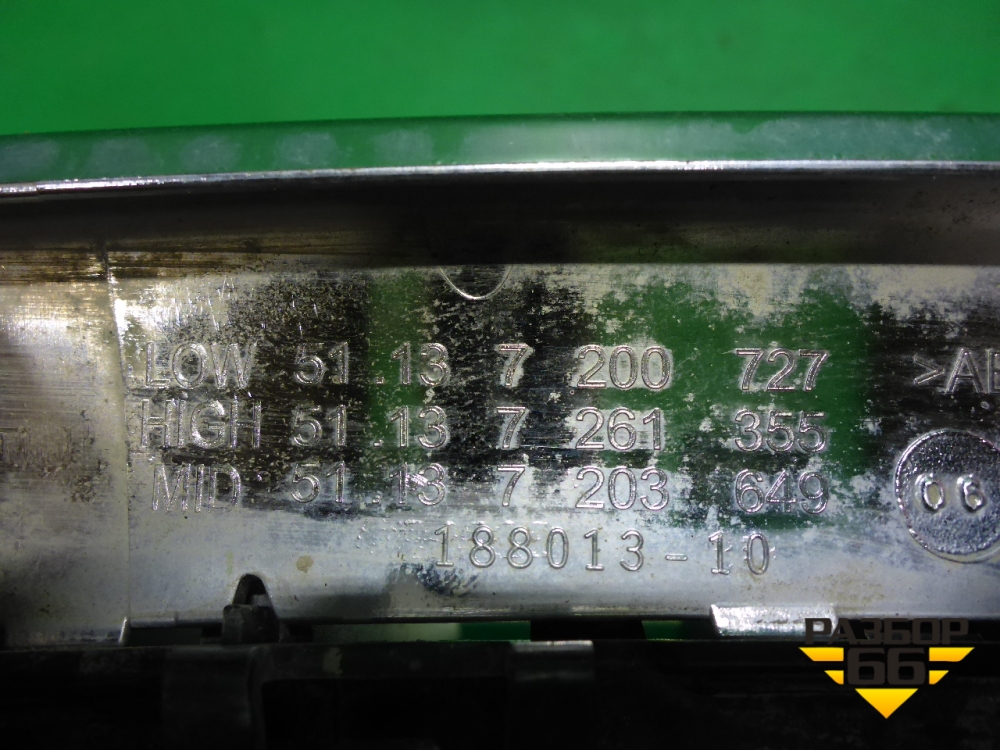 LOW 51.13 7 200 727
HIGH 51.13 7 261 355
MID 51.13 7 203 649
188013-10
>A
06
РАЗБОР
66